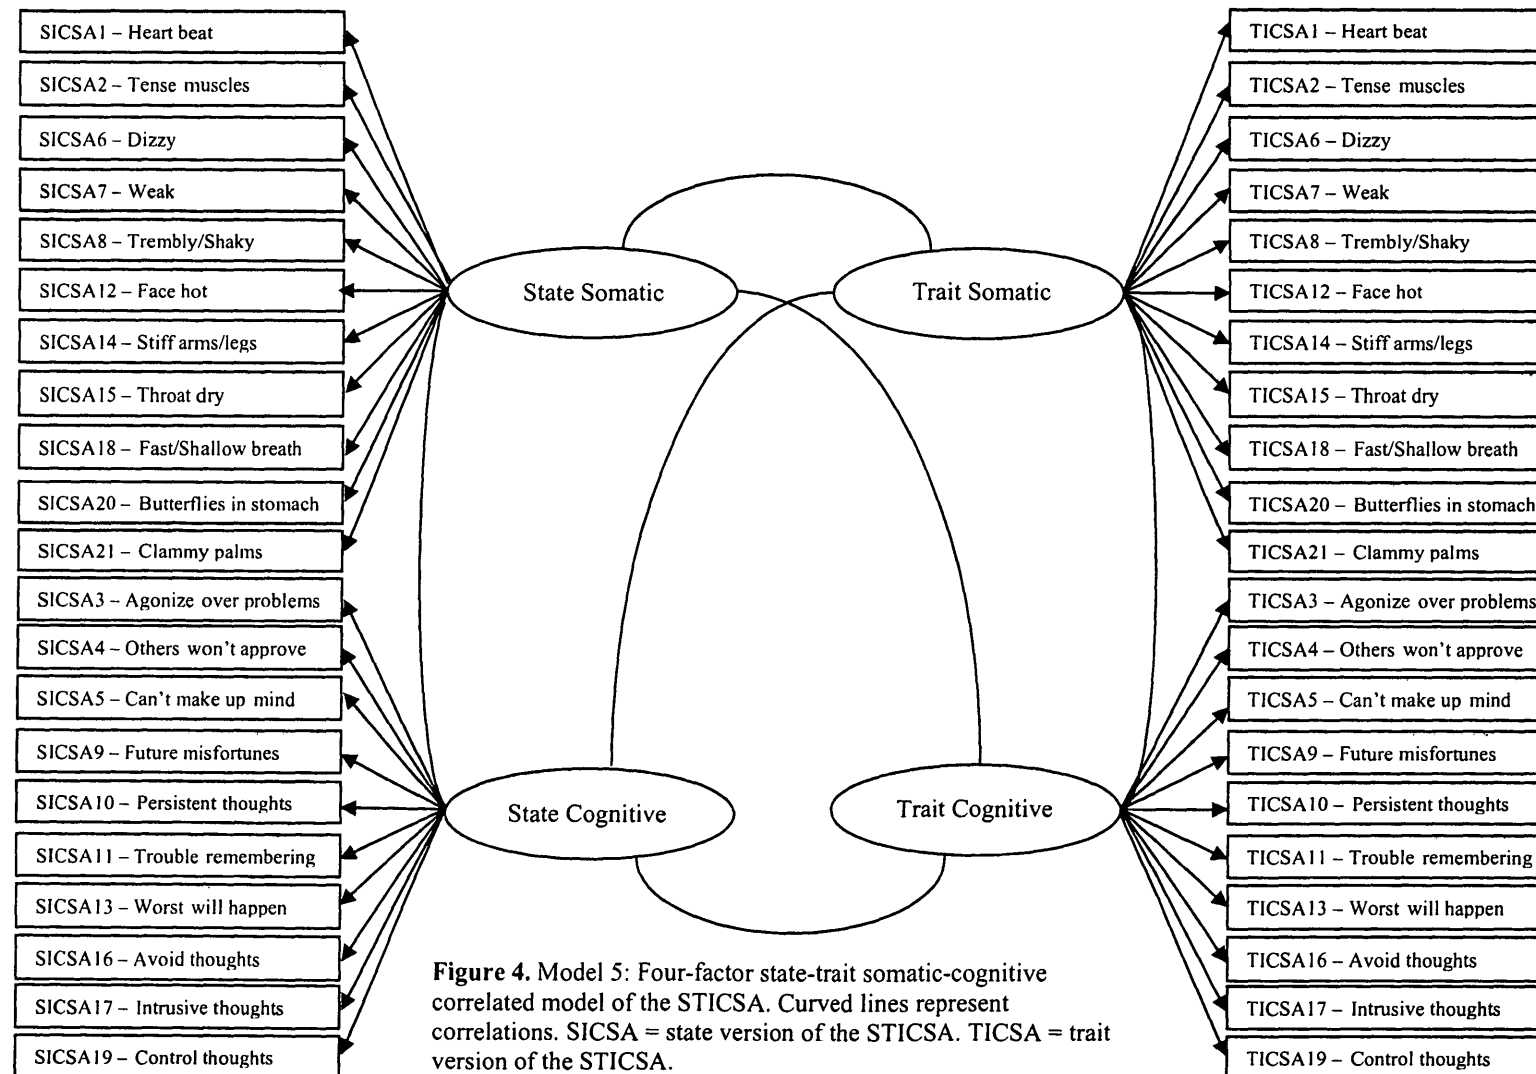 SICSA1 – Heart beat
SICSA2 – Tense muscles
SICSA6 – Dizzy
SICSA7 – Weak
SICSA8 – Trembly/Shaky
SICSA12 – Face hot
SICSA14 – Stiff arms/legs
SICSA15 – Throat dry
SICSA18 – Fast/Shallow breath
SICSA20 – Butterflies in stomach
SICSA21 – Clammy palms
SICSA3 – Agonize over problems
SICSA4 – Others won't approve
SICSA5 – Can't make up mind
SICSA9 – Future misfortunes
SICSA10 – Persistent thoughts
SICSA11 – Trouble remembering
SICSA13 – Worst will happen
SICSA16 – Avoid thoughts
SICSA17 – Intrusive thoughts
SICSA19 – Control thoughts
State Somatic
Trait Somatic
State Cognitive
Trait Cognitive
TICSA1 – Heart beat
TICSA2 – Tense muscles
TICSA6 – Dizzy
TICSA7 – Weak
TICSA8 – Trembly/Shaky
TICSA12 – Face hot
TICSA14 – Stiff arms/legs
TICSA15 – Throat dry
TICSA18 – Fast/Shallow breath
TICSA20 – Butterflies in stomach
TICSA21 – Clammy palms
TICSA3 – Agonize over problems
TICSA4 – Others won't approve
TICSA5 – Can't make up mind
TICSA9 – Future misfortunes
TICSA10 – Persistent thoughts
TICSA11 – Trouble remembering
TICSA13 – Worst will happen
TICSA16 – Avoid thoughts
TICSA17 – Intrusive thoughts
TICSA19 – Control thoughts
Figure 4. Model 5: Four-factor state-trait somatic-cognitive
correlated model of the STICSA. Curved lines represent
correlations. SICSA = state version of the STICSA. TICSA = trait
version of the STICSA.